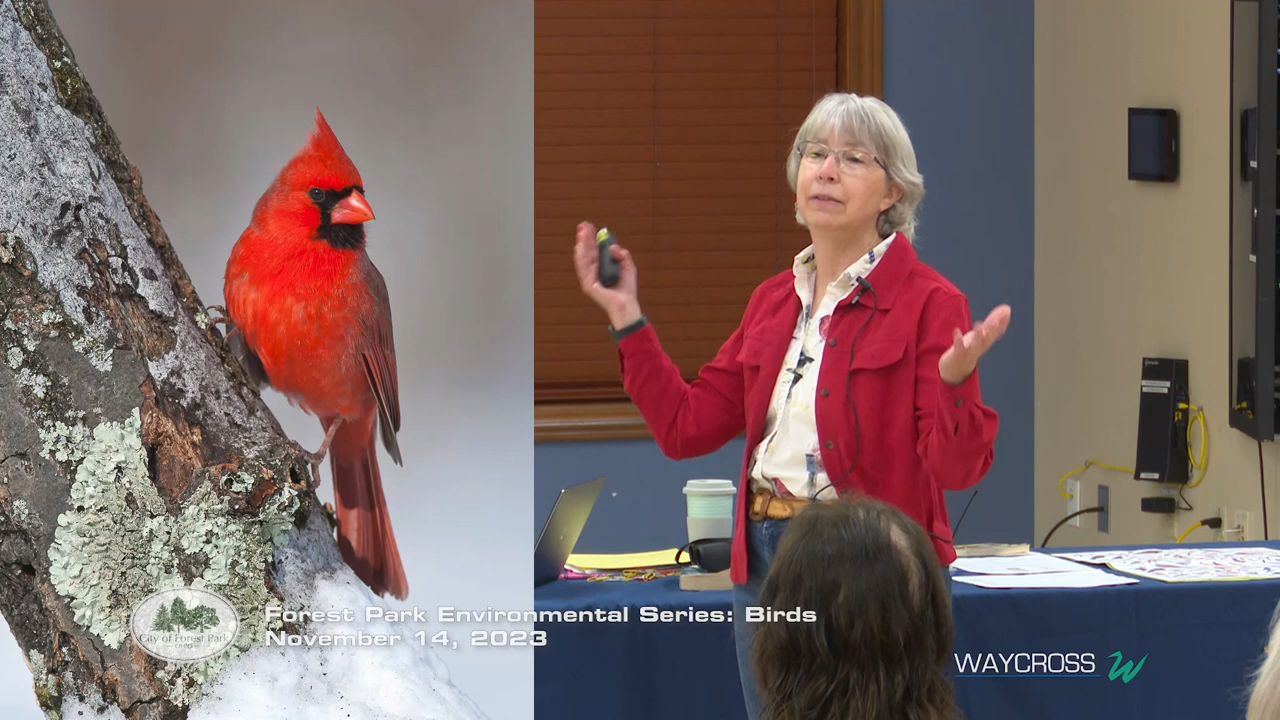 City of Forest Park
Forest Park Environmental Series: Birds
November 14, 2023
WAYCROSS